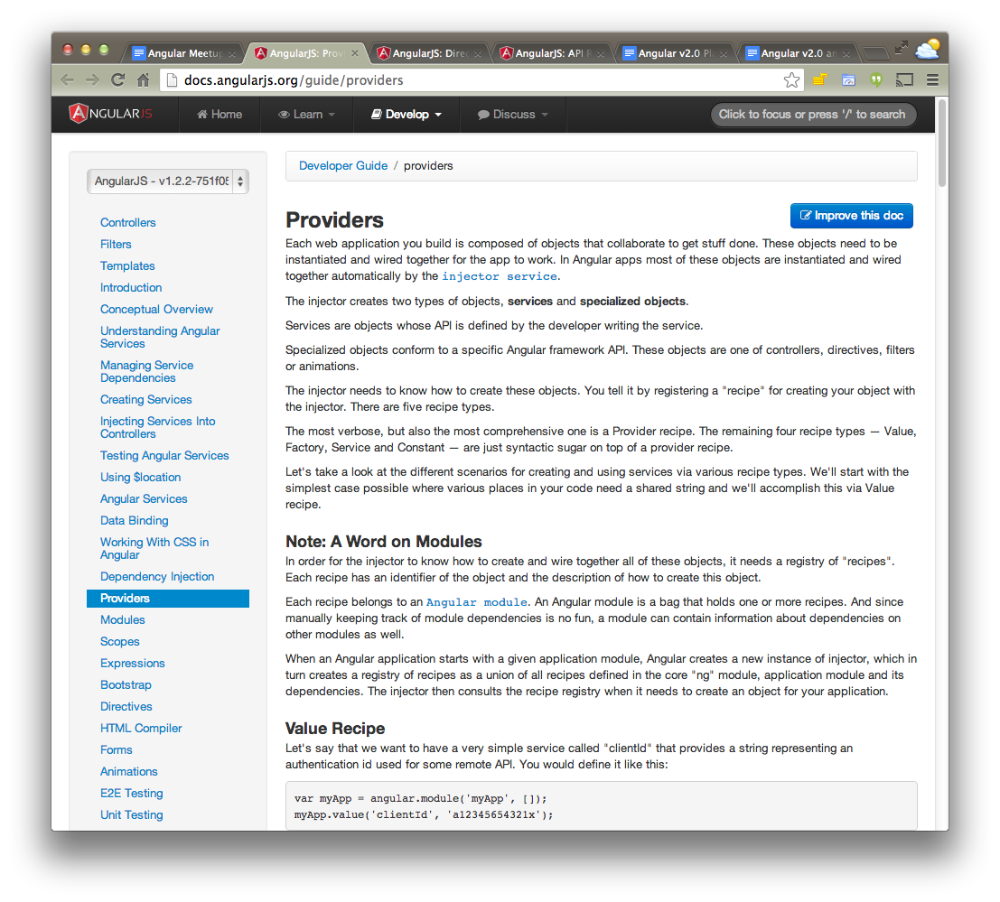 Angular Meetup
AngularJS: Prov
AngularJS: Direc
AngularJS: API R
Angular v2.0 Pl
Angular v2.0 an
docs.angularjs.org/guide/providers
ANGULARJS
Home
Learn
Develop
Discuss
Click to focus or press '/' to search
AngularJS - v1.2.2-751f05
Controllers
Filters
Templates
Introduction
Conceptual Overview
Understanding Angular
Services
Managing Service
Dependencies
Creating Services
Injecting Services Into
Controllers
Testing Angular Services
Using $location
Angular Services
Data Binding
Working With CSS in
Angular
Dependency Injection
Providers
Modules
Scopes
Expressions
Bootstrap
Directives
HTML Compiler
Forms
Animations
E2E Testing
Unit Testing
Developer Guide / providers
Improve this doc
Providers
Each web application you build is composed of objects that collaborate to get stuff done. These objects need to be
instantiated and wired together for the app to work. In Angular apps most of these objects are instantiated and wired
together automatically by the injector service.
The injector creates two types of objects, services and specialized objects.
Services are objects whose API is defined by the developer writing the service.
Specialized objects conform to a specific Angular framework API. These objects are one of controllers, directives, filters
or animations.
The injector needs to know how to create these objects. You tell it by registering a "recipe" for creating your object with
the injector. There are five recipe types.
The most verbose, but also the most comprehensive one is a Provider recipe. The remaining four recipe types — Value,
Factory, Service and Constant — are just syntactic sugar on top of a provider recipe.
Let's take a look at the different scenarios for creating and using services via various recipe types. We'll start with the
simplest case possible where various places in your code need a shared string and we'll accomplish this via Value
recipe.
Note: A Word on Modules
In order for the injector to know how to create and wire together all of these objects, it needs a registry of "recipes".
Each recipe has an identifier of the object and the description of how to create this object.
Each recipe belongs to an Angular module. An Angular module is a bag that holds one or more recipes. And since
manually keeping track of module dependencies is no fun, a module can contain information about dependencies on
other modules as well.
When an Angular application starts with a given application module, Angular creates a new instance of injector, which in
turn creates a registry of recipes as a union of all recipes defined in the core "ng" module, application module and its
dependencies. The injector then consults the recipe registry when it needs to create an object for your application.
Value Recipe
Let's say that we want to have a very simple service called "clientId" that provides a string representing an
authentication id used for some remote API. You would define it like this:
var myApp = angular.module('myApp', []);
myApp.value('clientId', 'a12345654321x');